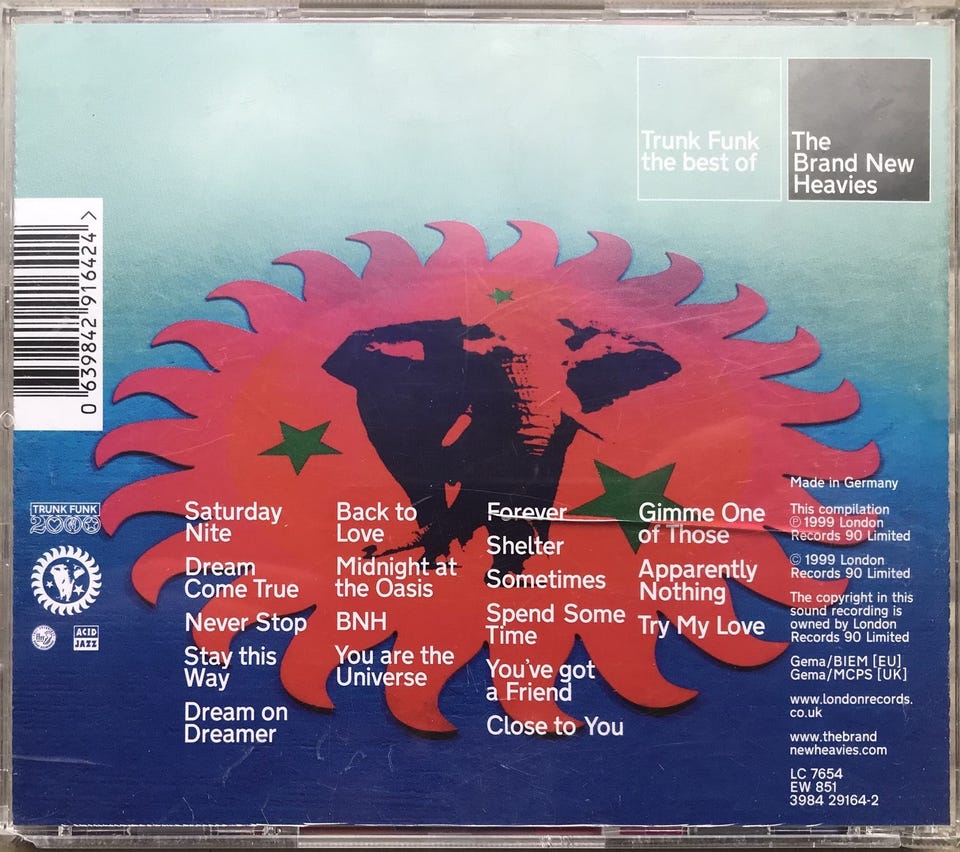 Trunk Funk
the best of
The
Brand New
Heavies
0 639842 916424 >
TRUNK FUNK
2000
ACID
JAZZ
Saturday
Nite
Dream
Come True
Never Stop
Stay this
Way
Dream on
Dreamer
Back to
Love
Midnight at
the Oasis
BNH
You are the
Universe
Forever
Shelter
Sometimes
Spend Some
Time
You've got
a Friend
Close to You
Gimme One
of Those
Apparently
Nothing
Try My Love
Made in Germany
This compilation
℗ 1999 London
Records 90 Limited
© 1999 London
Records 90 Limited
The copyright in this
sound recording is
owned by London
Records 90 Limited
Gema/BIEM [EU]
Gema/MCPS [UK]
www.londonrecords.
co.uk
www.thebrand
newheavies.com
LC 7654
EW 851
3984 29164-2